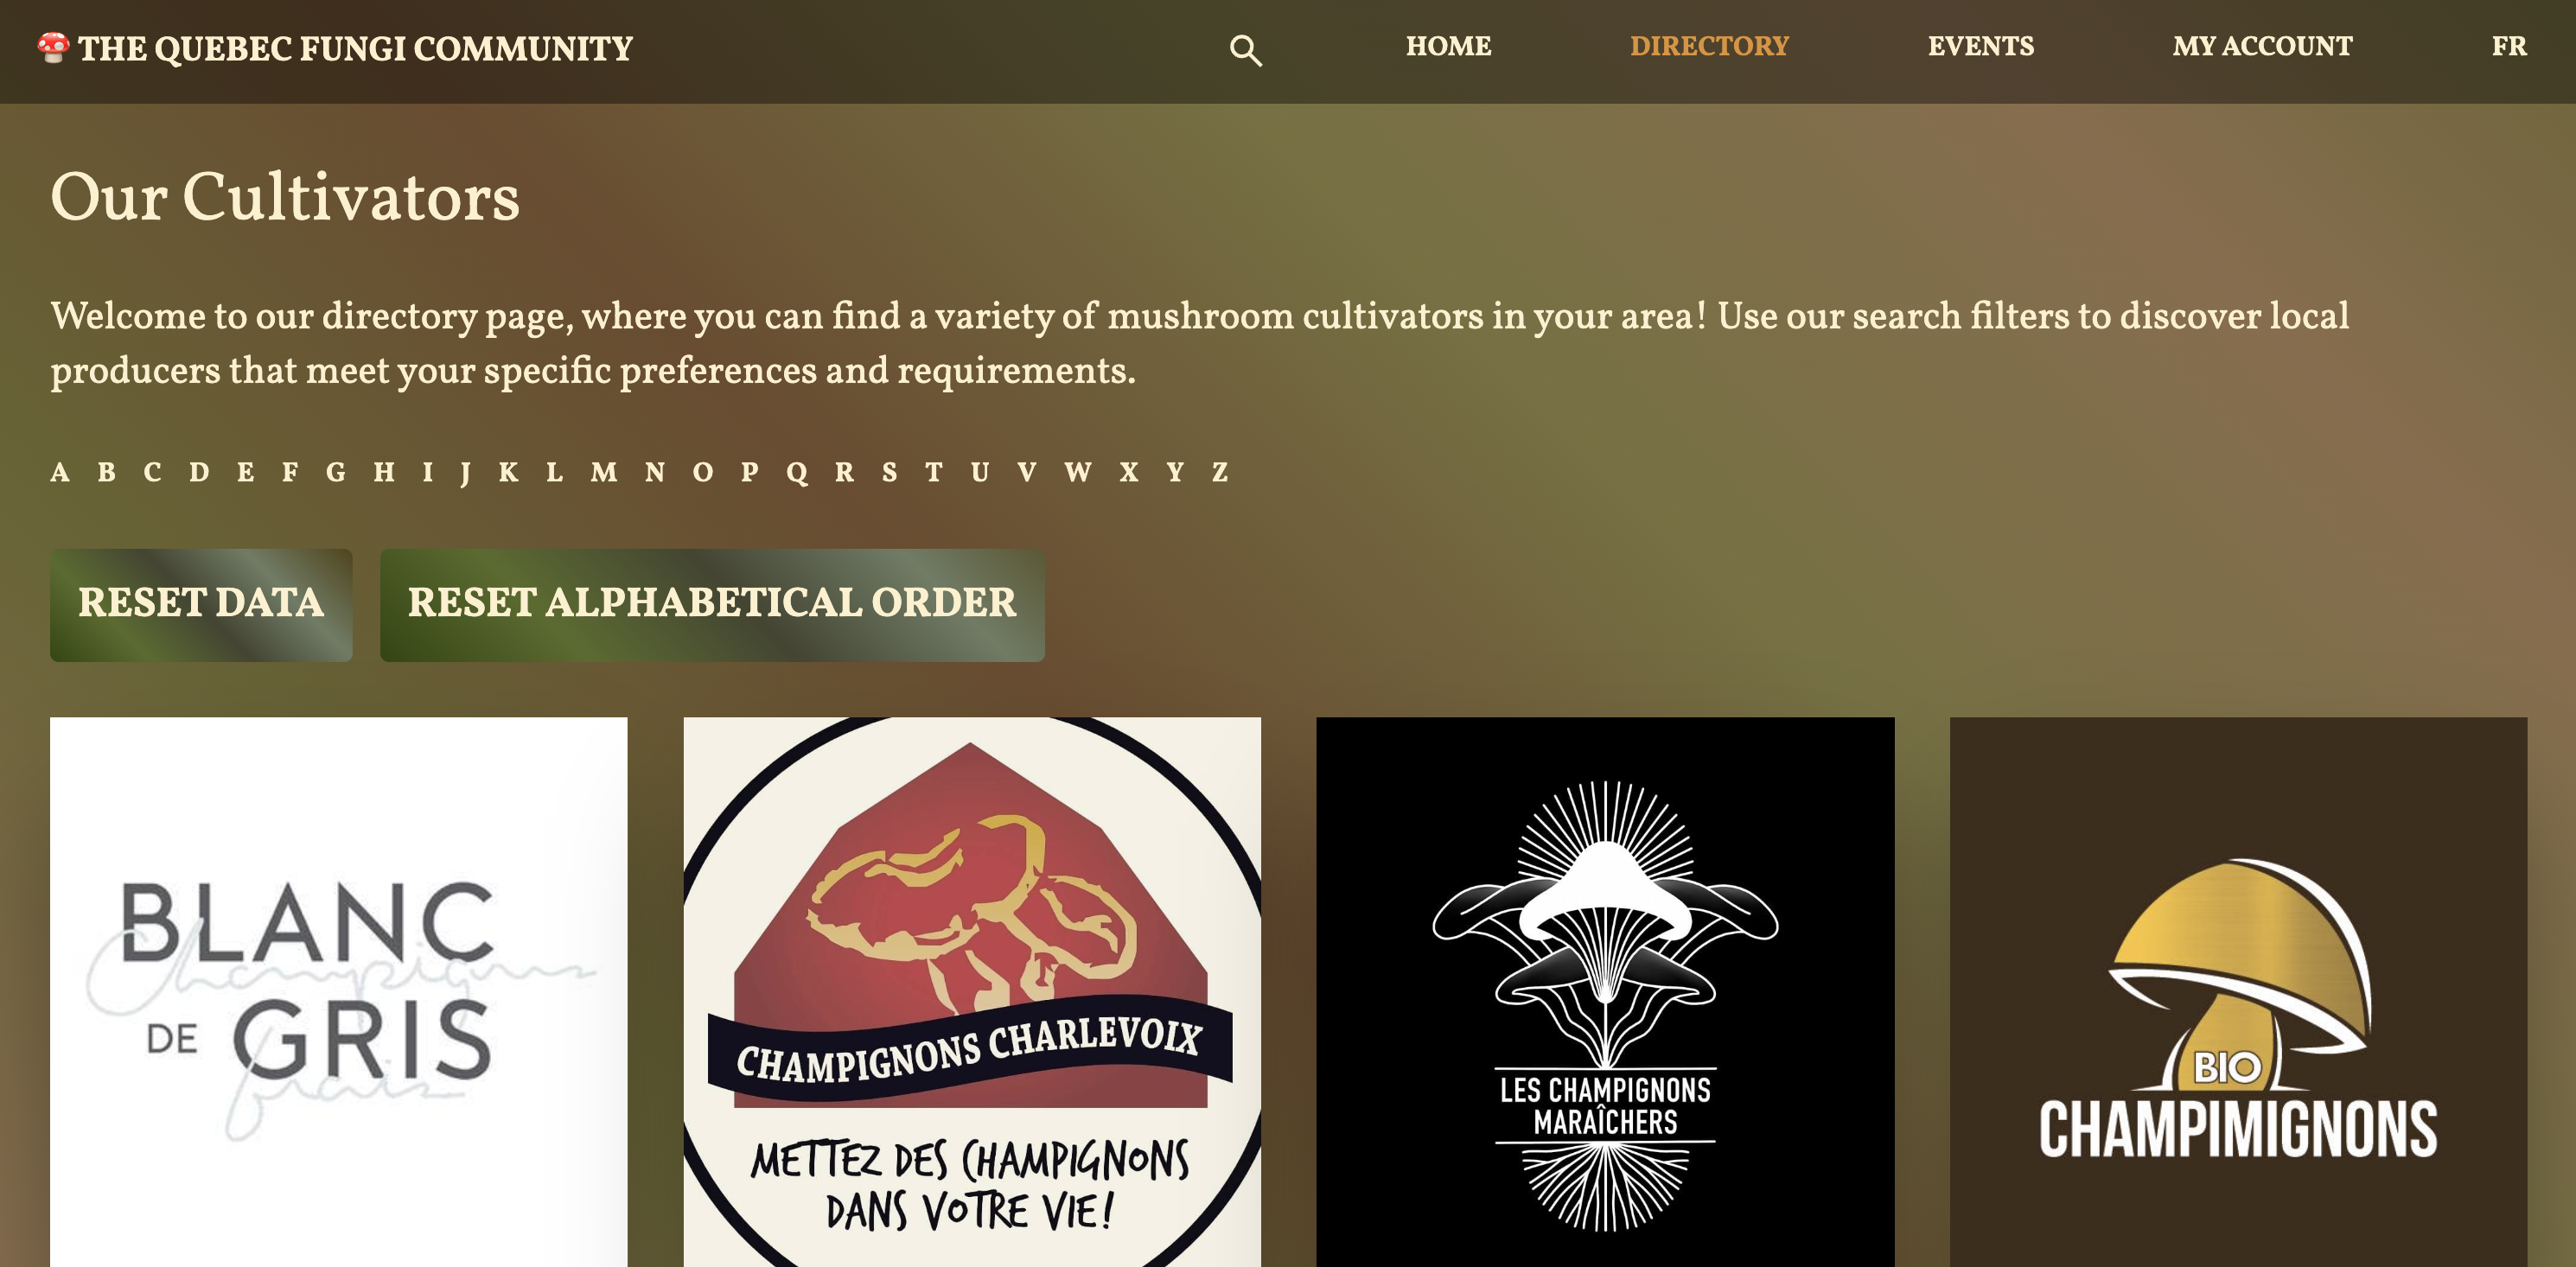 THE QUEBEC FUNGI COMMUNITY
HOME DIRECTORY EVENTS MY ACCOUNT FR
Our Cultivators
Welcome to our directory page, where you can find a variety of mushroom cultivators in your area! Use our search filters to discover local
producers that meet your specific preferences and requirements.
A B C D E F G H I J K L M N O P Q R S T U V W X Y Z
RESET DATA RESET ALPHABETICAL ORDER
BLANC
Champignons
DE GRIS
frais
CHAMPIGNONS CHARLEVOIX
METTEZ DES CHAMPIGNONS
DANS VOTRE VIE!
LES CHAMPIGNONS
MARAÎCHERS
BIO
CHAMPIMIGNONS